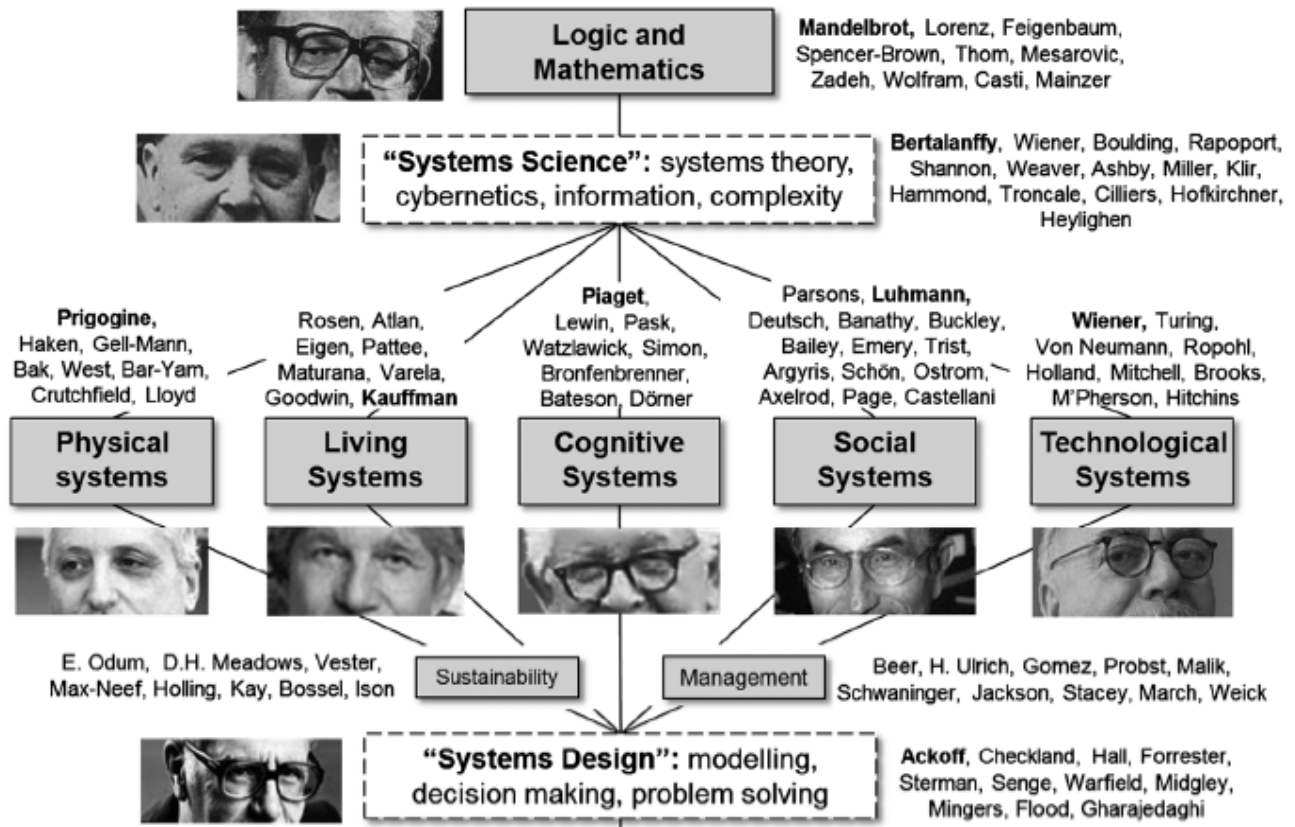 Logic and
Mathematics
Mandelbrot, Lorenz, Feigenbaum,
Spencer-Brown, Thom, Mesarovic,
Zadeh, Wolfram, Casti, Mainzer
“Systems Science”: systems theory,
cybernetics, information, complexity
Bertalanffy, Wiener, Boulding, Rapoport,
Shannon, Weaver, Ashby, Miller, Klir,
Hammond, Troncale, Cilliers, Hofkirchner,
Heylighen
Prigogine,
Haken, Gell-Mann,
Bak, West, Bar-Yam,
Crutchfield, Lloyd
Rosen, Atlan,
Eigen, Pattee,
Maturana, Varela,
Goodwin, Kauffman
Piaget,
Lewin, Pask,
Watzlawick, Simon,
Bronfenbrenner,
Bateson, Dörner
Parsons, Luhmann,
Deutsch, Banathy, Buckley,
Bailey, Emery, Trist,
Argyris, Schön, Ostrom,
Axelrod, Page, Castellani
Wiener, Turing,
Von Neumann, Ropohl,
Holland, Mitchell, Brooks,
M’Pherson, Hitchins
Physical
systems
Living
Systems
Cognitive
Systems
Social
Systems
Technological
Systems
E. Odum, D.H. Meadows, Vester,
Max-Neef, Holling, Kay, Bossel, Ison
Sustainability
Management
Beer, H. Ulrich, Gomez, Probst, Malik,
Schwaninger, Jackson, Stacey, March, Weick
“Systems Design”: modelling,
decision making, problem solving
Ackoff, Checkland, Hall, Forrester,
Sterman, Senge, Warfield, Midgley,
Mingers, Flood, Gharajedaghi